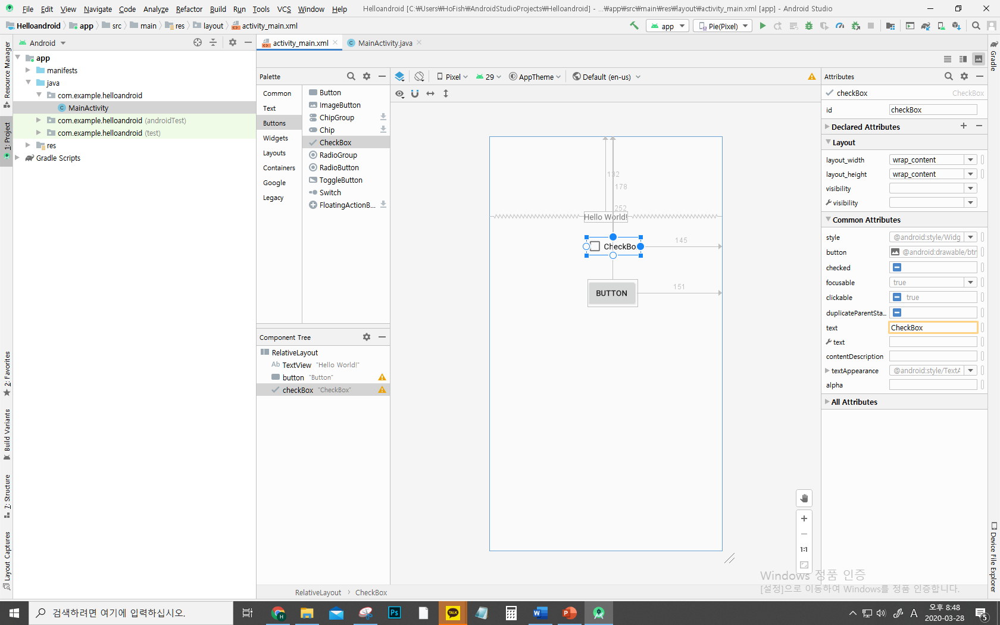 File Edit View Navigate Code Analyze Refactor Build Run Tools VCS Window Help Helloandroid [C:₩Users₩HoFish₩AndroidStudioProjects₩Helloandroid] - ...₩app₩src₩main₩res₩layout₩activity_main.xml [app] - Android Studio
Helloandroid app src main res layout activity_main.xml app Pie(Pixel)
Android activity_main.xml MainActivity.java
Resource Manager
1: Project
2: Favorites
Build Variants
7: Structure
Layout Captures
app
manifests
java
com.example.helloandroid
MainActivity
com.example.helloandroid (androidTest)
com.example.helloandroid (test)
res
Gradle Scripts
Palette
Common
Text
Buttons
Widgets
Layouts
Containers
Google
Legacy
Button
ImageButton
ChipGroup
Chip
CheckBox
RadioGroup
RadioButton
ToggleButton
Switch
FloatingActionB...
Component Tree
RelativeLayout
Ab TextView "Hello World!"
button "Button"
checkBox "CheckBox"
Pixel 29 AppTheme Default (en-us)
132
178
252
Hello World!
CheckBo
145
BUTTON
151
1:1
RelativeLayout CheckBox
Attributes
checkBox CheckBox
id checkBox
Declared Attributes
Layout
layout_width wrap_content
layout_height wrap_content
visibility
visibility
Common Attributes
style @android:style/Widg
button @android:drawable/btn
checked
focusable true
clickable true
duplicateParentSta...
text CheckBox
text
contentDescription
textAppearance @android:style/TextA
alpha
All Attributes
Gradle
Device File Explorer
Windows 정품 인증
[설정]으로 이동하여 Windows를 정품 인증합니다.
검색하려면 여기에 입력하십시오.
H
Ps
TALK
W
P
A
오후 8:48
2020-03-28
5